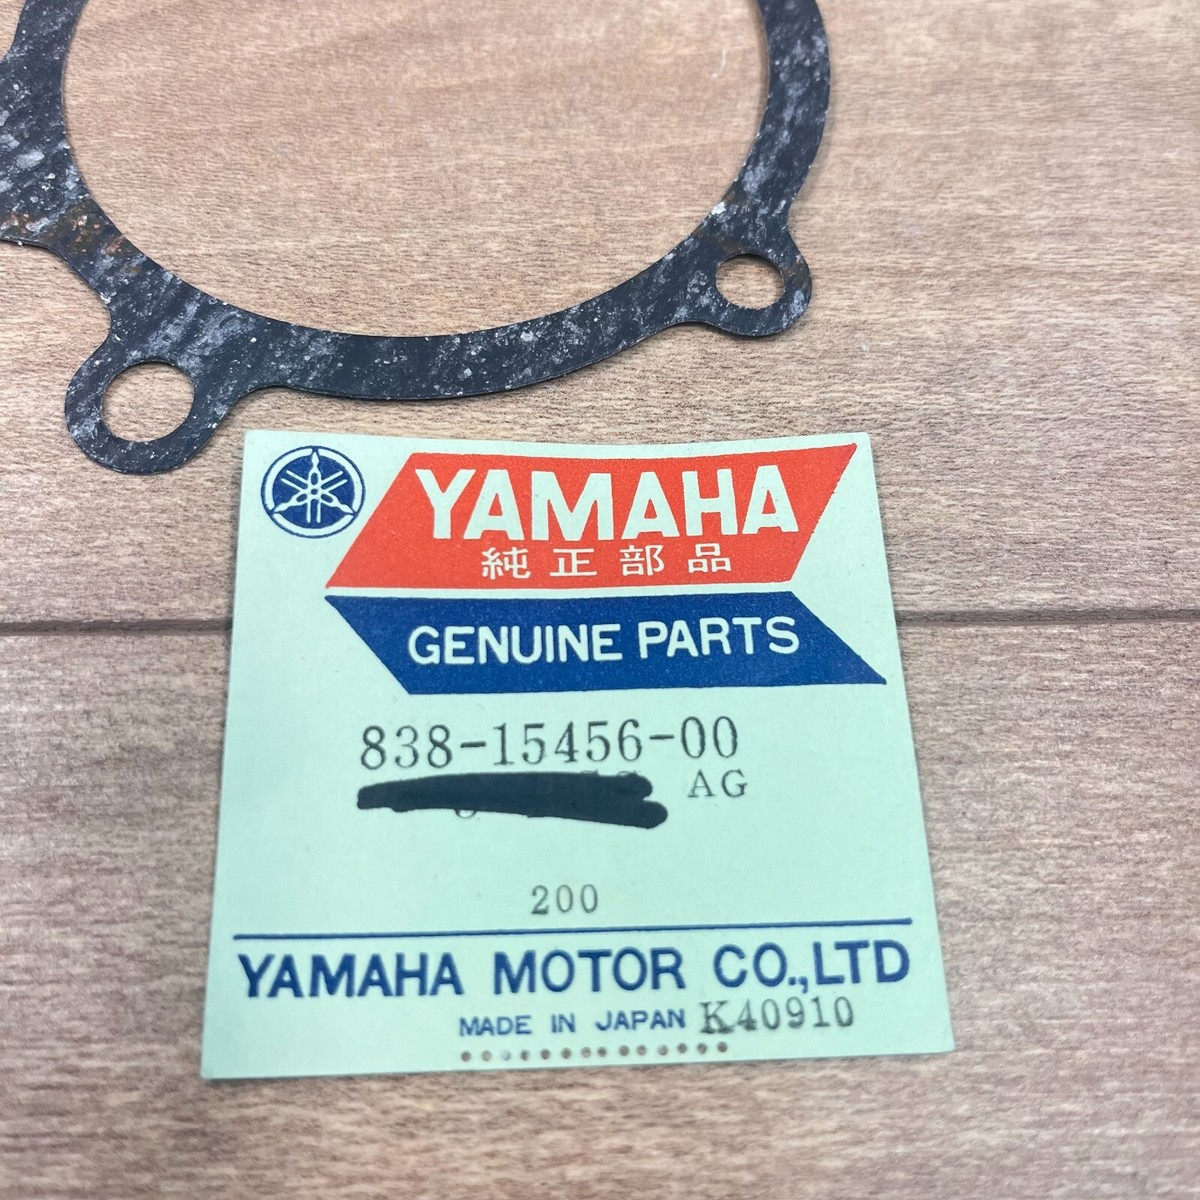 YAMAHA
純正部品
GENUINE PARTS
838-15456-00
AG
200
YAMAHA MOTOR CO.,LTD
MADE IN JAPAN K40910